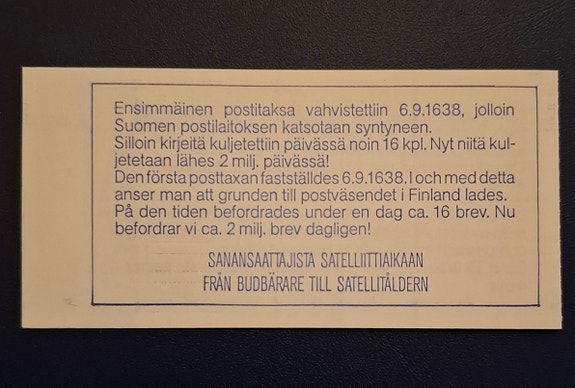 Ensimmäinen postitaksa vahvistettiin 6.9.1638, jolloin
Suomen postilaitoksen katsotaan syntyneen.
Silloin kirjeitä kuljetettiin päivässä noin 16 kpl. Nyt niitä kul-
jetetaan lähes 2 milj. päivässä!
Den första posttaxan fastställdes 6.9.1638. I och med detta
anser man att grunden till postväsendet i Finland lades.
På den tiden befordrades under en dag ca. 16 brev. Nu
befordrar vi ca. 2 milj. brev dagligen!
SANANSAATTAJISTA SATELLIITTIAIKAAN
FRÅN BUDBÄRARE TILL SATELLITÅLDERN